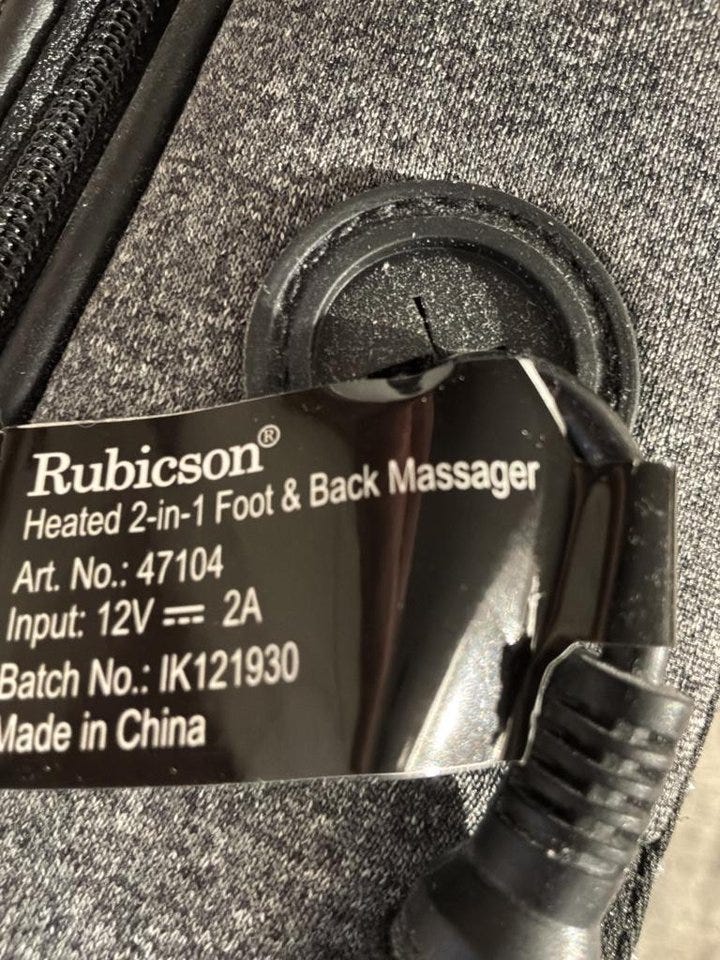 Rubicson®
Heated 2-in-1 Foot & Back Massager
Art. No.: 47104
Input: 12V ⎓ 2A
Batch No.: IK121930
Made in China